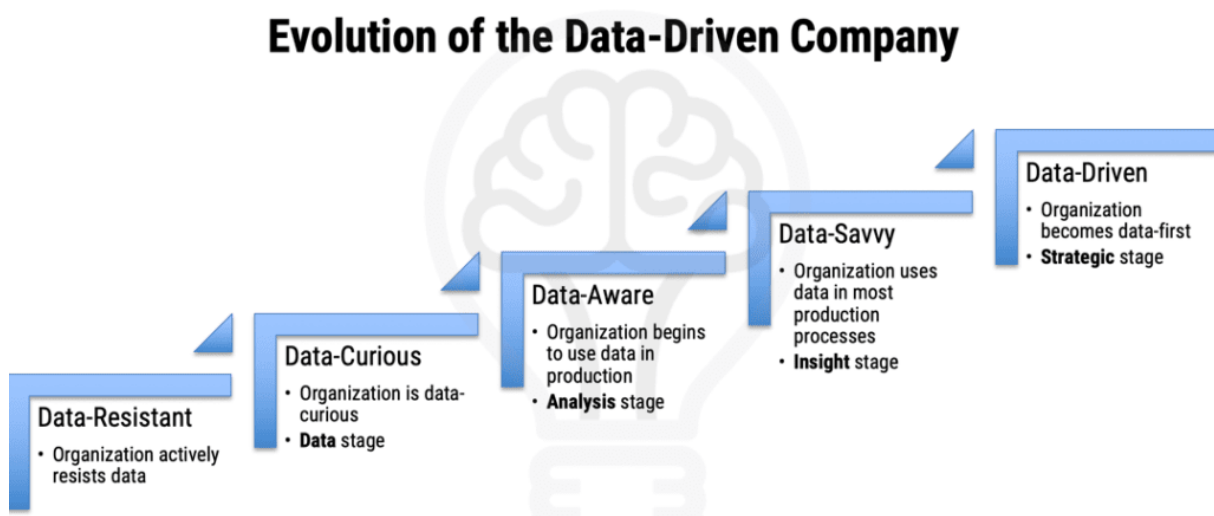 Evolution of the Data-Driven Company
Data-Resistant
• Organization actively
resists data
Data-Curious
• Organization is data-
curious
• Data stage
Data-Aware
• Organization begins
to use data in
production
• Analysis stage
Data-Savvy
• Organization uses
data in most
production
processes
• Insight stage
Data-Driven
• Organization
becomes data-first
• Strategic stage